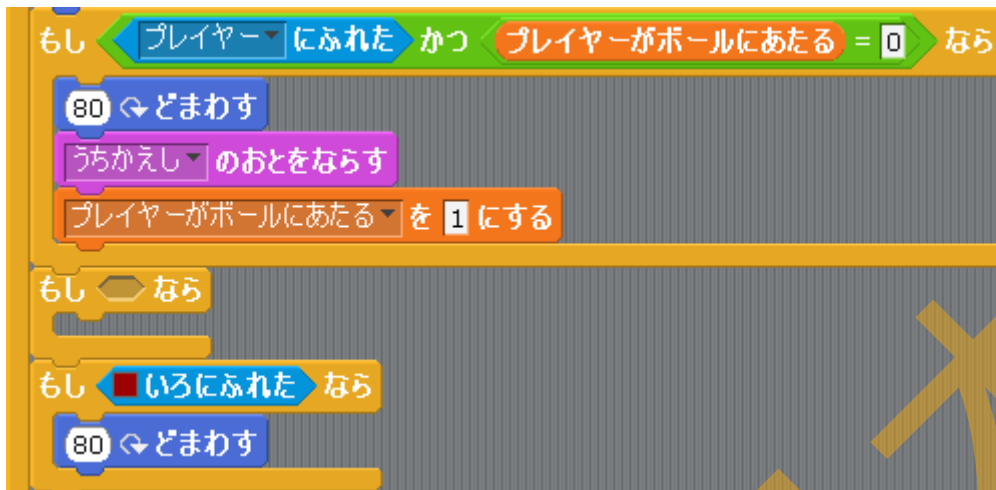 もし プレイヤー にふれた かつ プレイヤーがボールにあたる = 0 なら
80 どまわす
うちかえし のおとをならす
プレイヤーがボールにあたる を 1 にする
もし なら
もし いろにふれた なら
80 どまわす